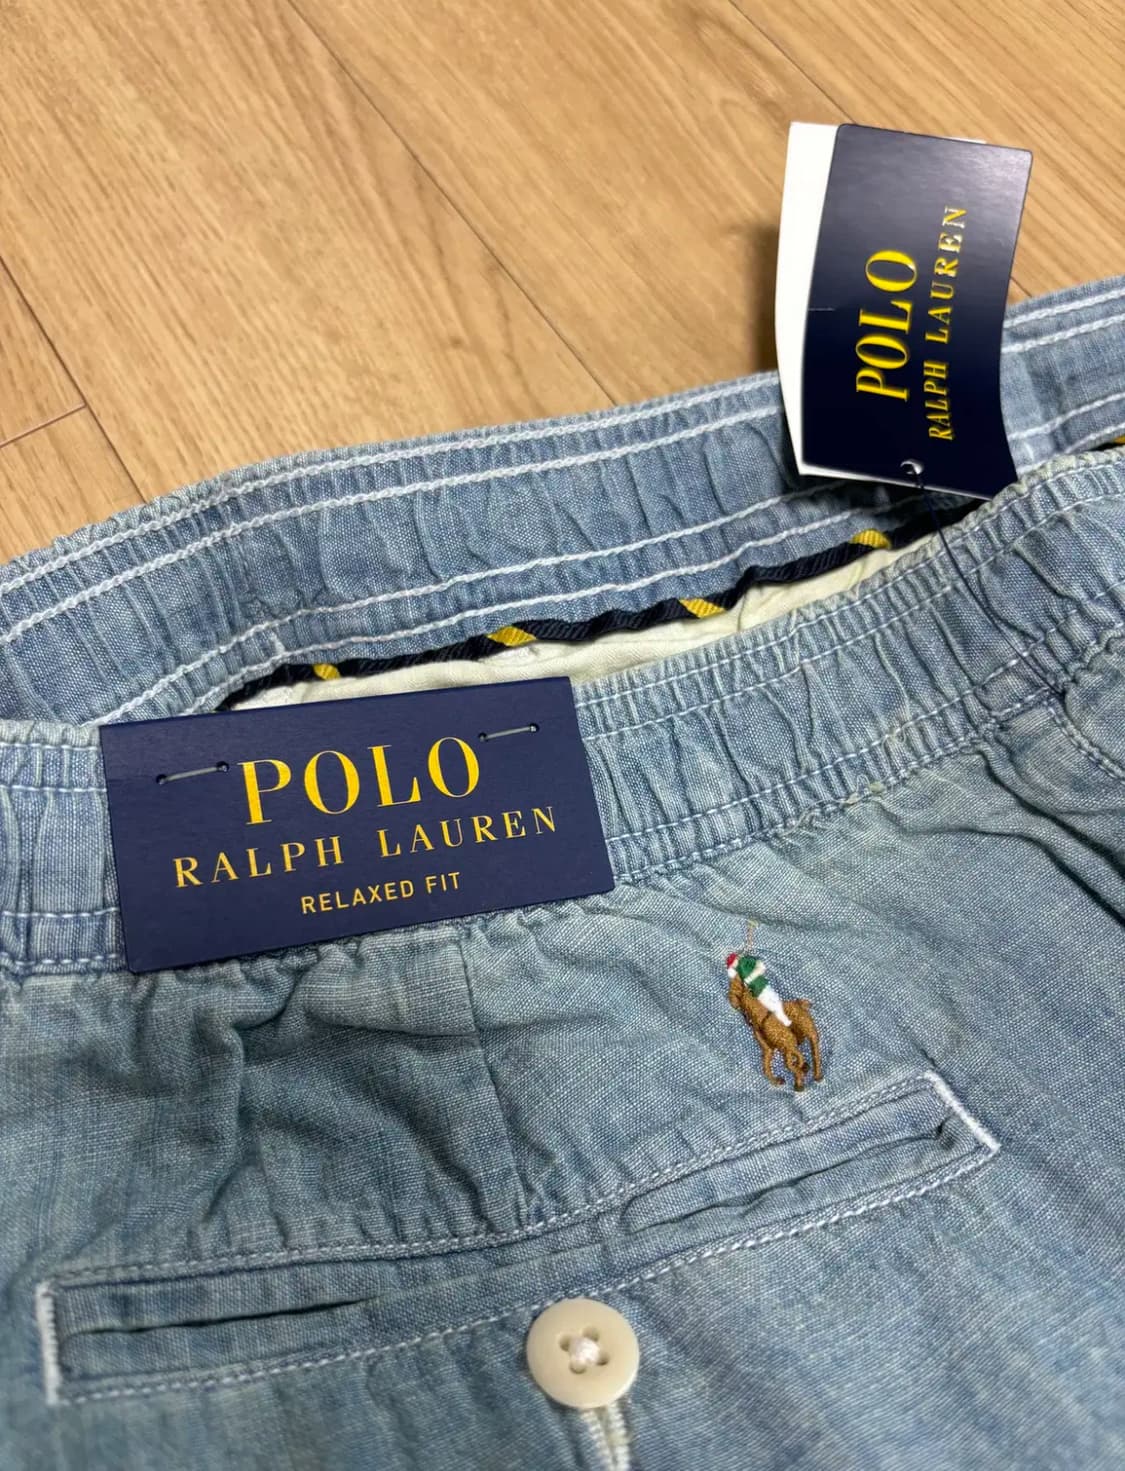 POLO
RALPH LAUREN
POLO
RALPH LAUREN
RELAXED FIT